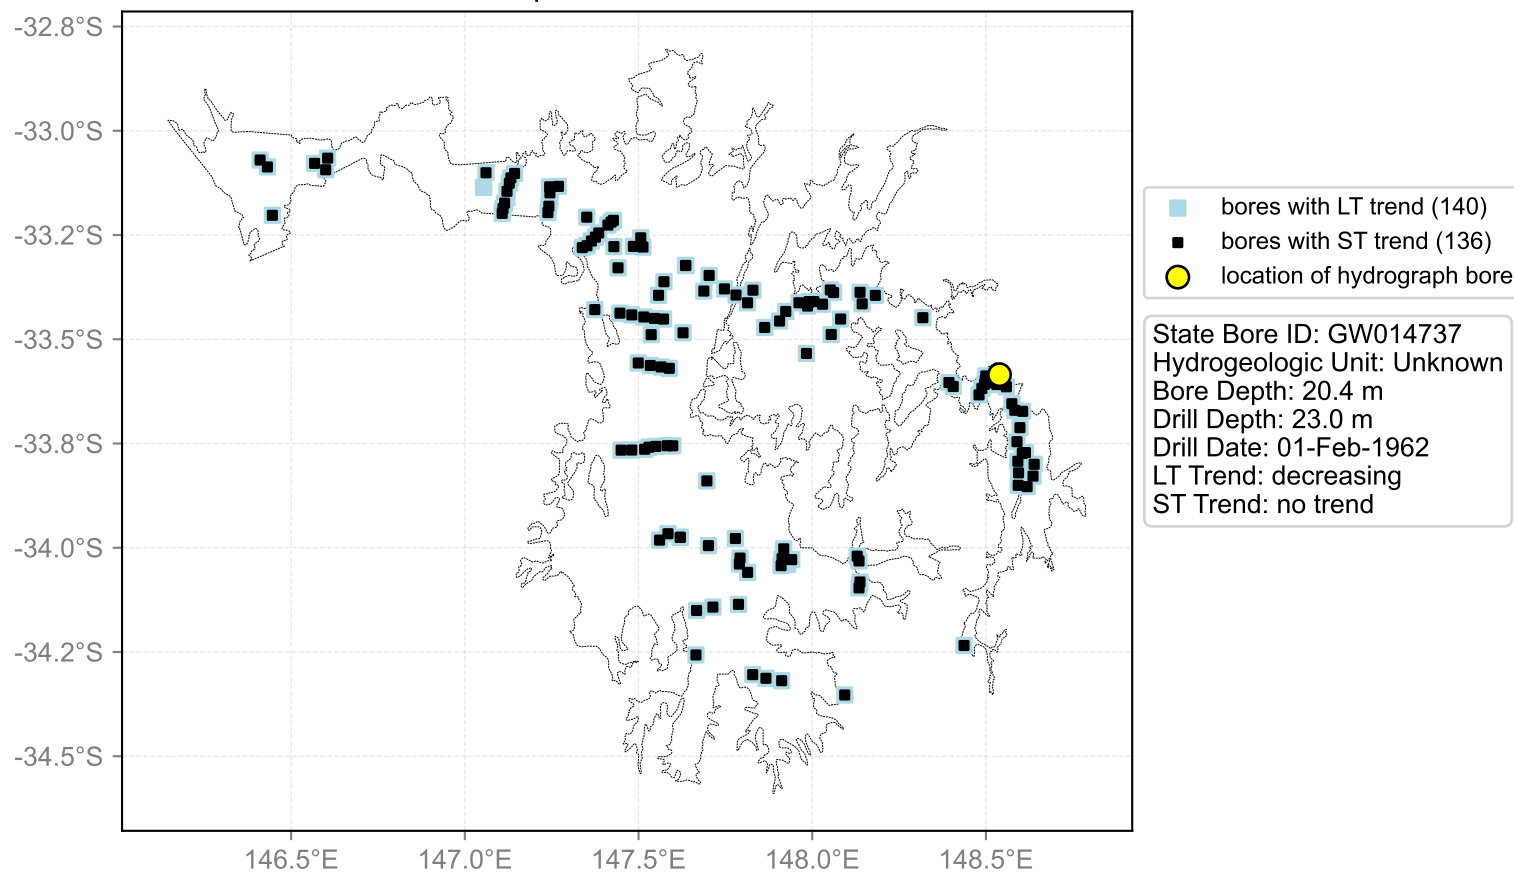 -32.8°S
-33.0°S
-33.2°S
-33.5°S
-33.8°S
-34.0°S
-34.2°S
-34.5°S
146.5°E
147.0°E
147.5°E
148.0°E
148.5°E
bores with LT trend (140)
bores with ST trend (136)
location of hydrograph bore
State Bore ID: GW014737
Hydrogeologic Unit: Unknown
Bore Depth: 20.4 m
Drill Depth: 23.0 m
Drill Date: 01-Feb-1962
LT Trend: decreasing
ST Trend: no trend